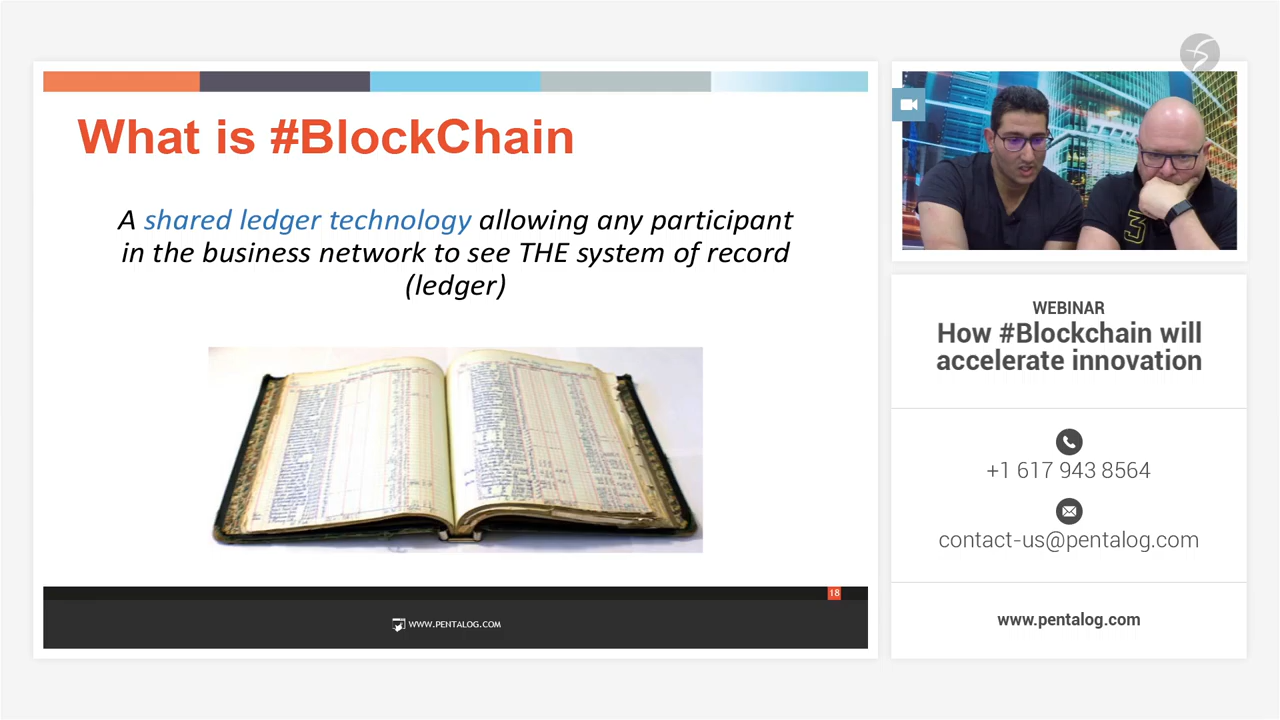 What is #BlockChain
A shared ledger technology allowing any participant
in the business network to see THE system of record
(ledger)
18
WWW.PENTALOG.COM
3
WEBINAR
How #Blockchain will
accelerate innovation
+1 617 943 8564
contact-us@pentalog.com
www.pentalog.com